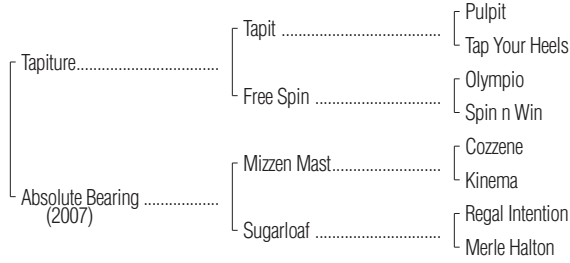 Pulpit
Tapit ........................................
Tap Your Heels
Tapiture...................................
Olympio
Free Spin ................................
Spin n Win
Cozzene
Mizzen Mast...........................
Kinema
Absolute Bearing ..................
(2007)
Regal Intention
Sugarloaf ................................
Merle Halton